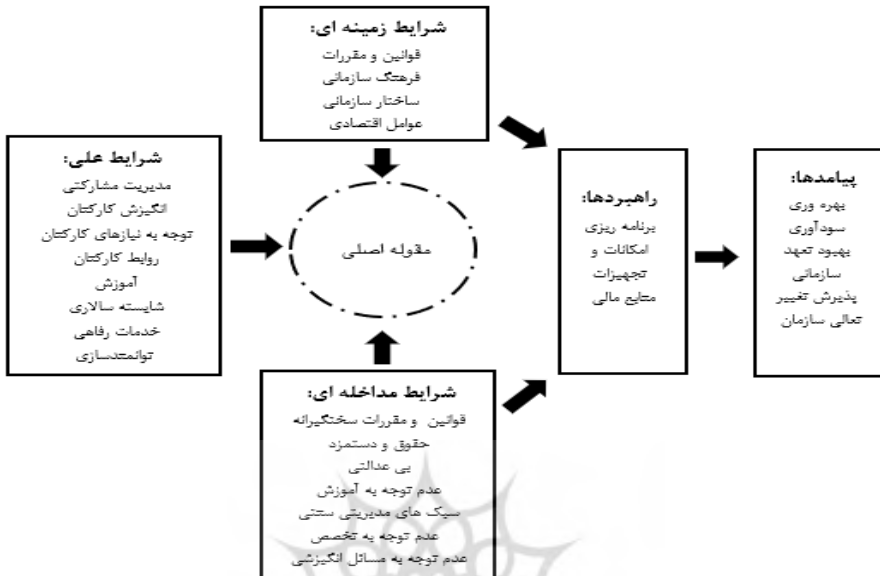 شرایط زمینه ای:
قوانین و مقررات
فرهنگ سازمانی
ساختار سازمانی
عوامل اقتصادی
شرایط علی:
مدیریت مشارکتی
انگیزش کارکنان
توجه به نیازهای کارکنان
روابط کارکنان
آموزش
شایسته سالاری
خدمات رفاهی
توانمندسازی
مقوله اصلی
شرایط مداخله ای:
قوانین و مقررات سختگیرانه
حقوق و دستمزد
بی عدالتی
عدم توجه به آموزش
سبک های مدیریتی سنتی
عدم توجه به تخصص
عدم توجه به مسائل انگیزشی
راهبردها:
برنامه ریزی
امکانات و
تجهیزات
منابع مالی
پیامدها:
بهره وری
سودآوری
بهبود تعهد
سازمانی
پذیرش تغییر
تعالی سازمان